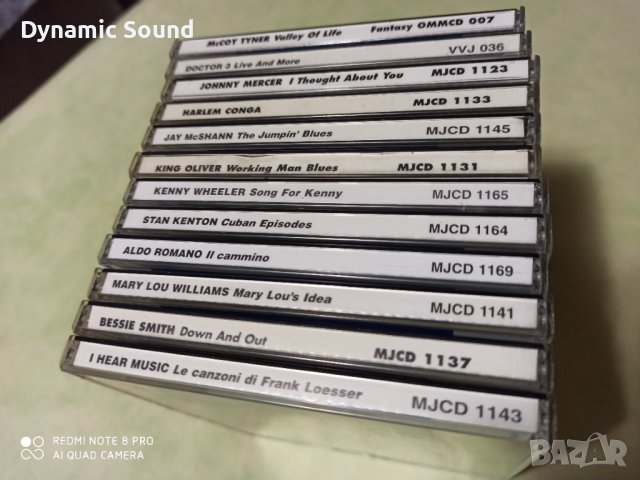 Dynamic Sound
McCOY TYNER Valley Of Life Fantasy OMMCD 007
DOCTOR 3 Live And More VVJ 036
JOHNNY MERCER I Thought About You MJCD 1123
HARLEM CONGA MJCD 1133
JAY McSHANN The Jumpin' Blues MJCD 1145
KING OLIVER Working Man Blues MJCD 1131
KENNY WHEELER Song For Kenny MJCD 1165
STAN KENTON Cuban Episodes MJCD 1164
ALDO ROMANO Il cammino MJCD 1169
MARY LOU WILLIAMS Mary Lou's Idea MJCD 1141
BESSIE SMITH Down And Out MJCD 1137
I HEAR MUSIC Le canzoni di Frank Loesser MJCD 1143
REDMI NOTE 8 PRO
AI QUAD CAMERA
BAZAR